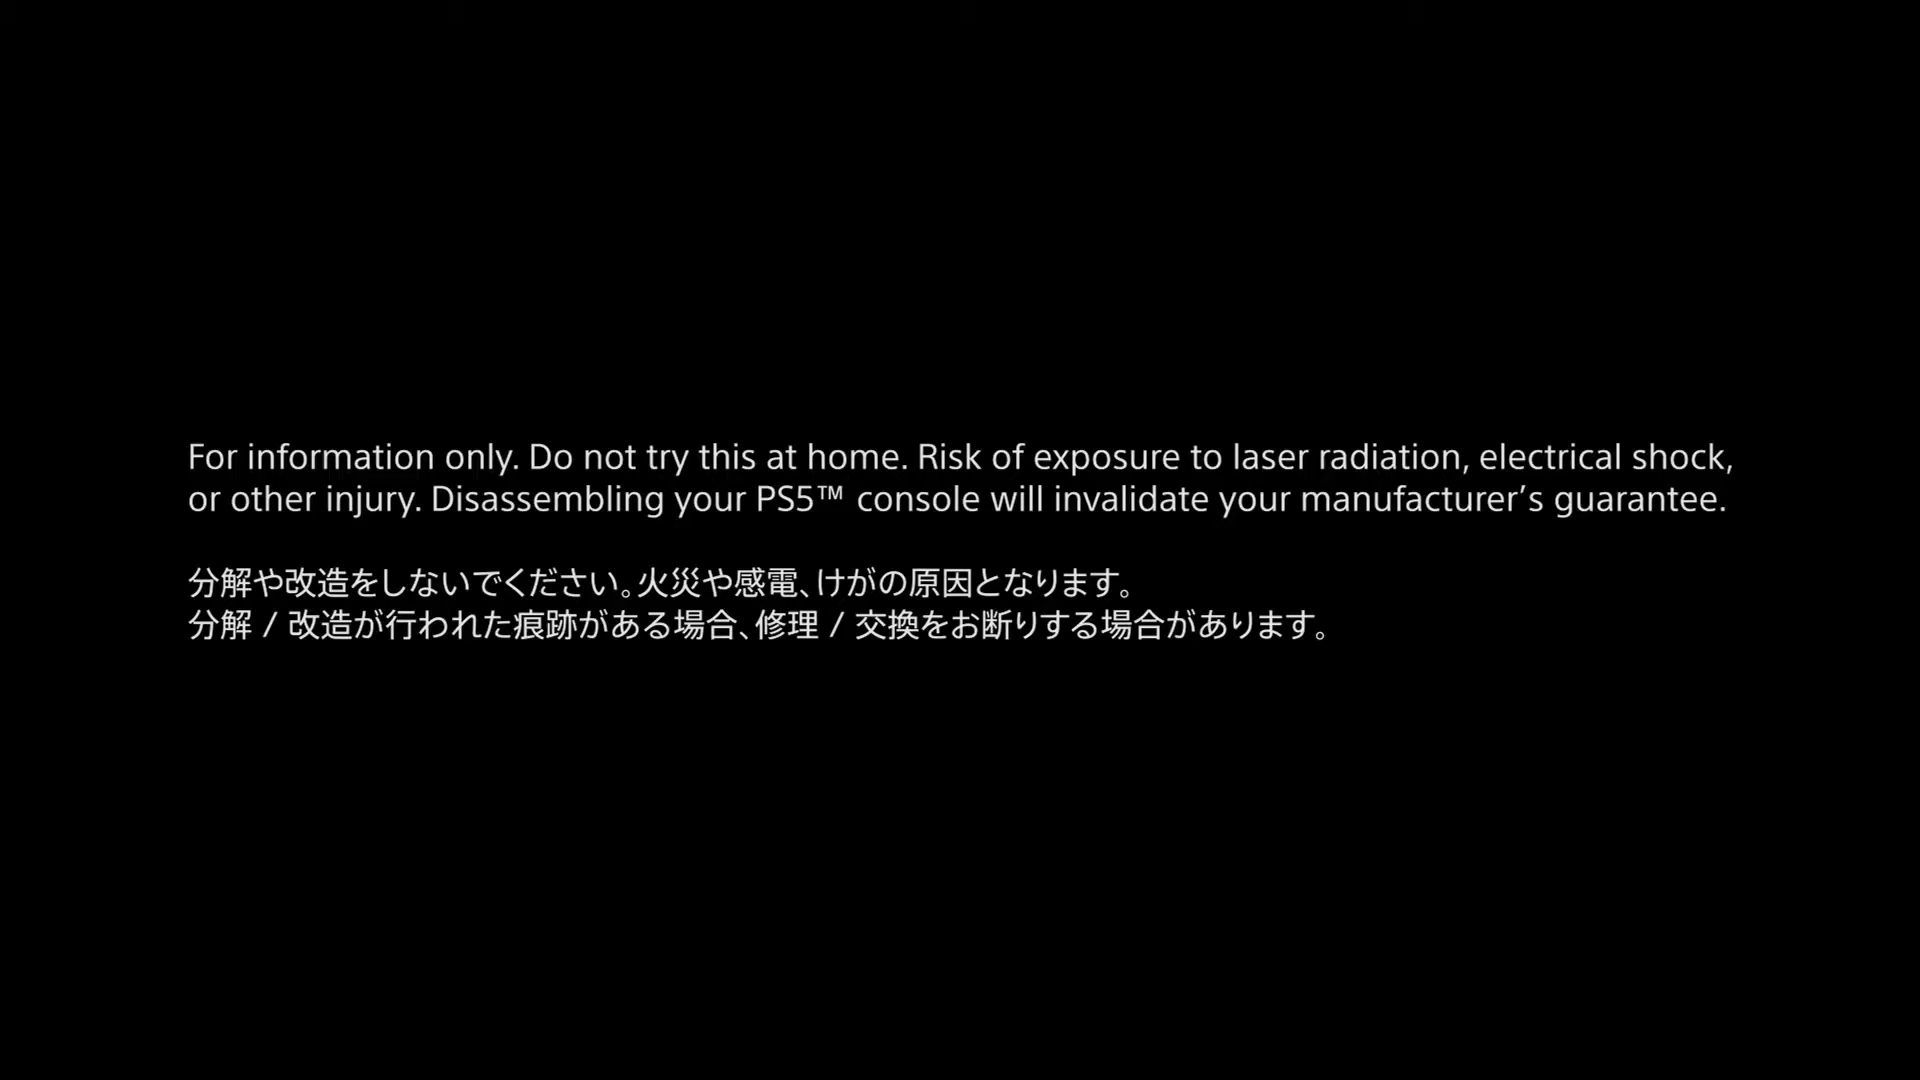 For information only. Do not try this at home. Risk of exposure to laser radiation, electrical shock,
or other injury. Disassembling your PS5™ console will invalidate your manufacturer’s guarantee.
分解や改造をしないでください。火災や感電、けがの原因となります。
分解 / 改造が行われた痕跡がある場合、修理 / 交換をお断りする場合があります。